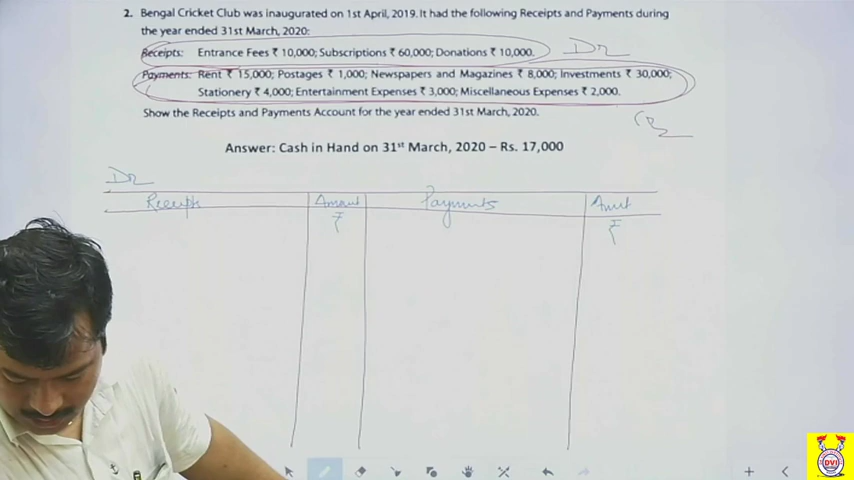 2. Bengal Cricket Club was inaugurated on 1st April, 2019. It had the following Receipts and Payments during
the year ended 31st March, 2020:
Receipts: Entrance Fees ₹ 10,000; Subscriptions ₹ 60,000; Donations ₹ 10,000.
Dr
Payments: Rent ₹ 15,000; Postages ₹ 1,000; Newspapers and Magazines ₹ 8,000; Investments ₹ 30,000;
Stationery ₹ 4,000; Entertainment Expenses ₹ 3,000; Miscellaneous Expenses ₹ 2,000.
Show the Receipts and Payments Account for the year ended 31st March, 2020.
Cr
Answer: Cash in Hand on 31st March, 2020 – Rs. 17,000
Dr
Receipts Amount Payments Amt
₹ ₹
DVI